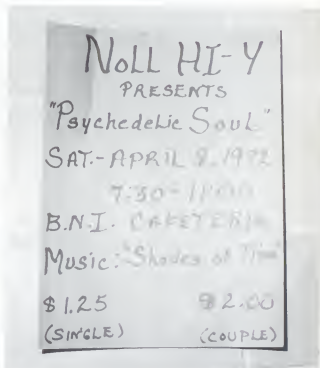 NOLL HI-Y
PRESENTS
"Psychedelic Soul"
SAT.-APRIL 8, 1972
7:30-11:00
B.N.I. CAFETERIA
Music: "Shades of Time"
$1.25 $2.00
(SINGLE) (COUPLE)